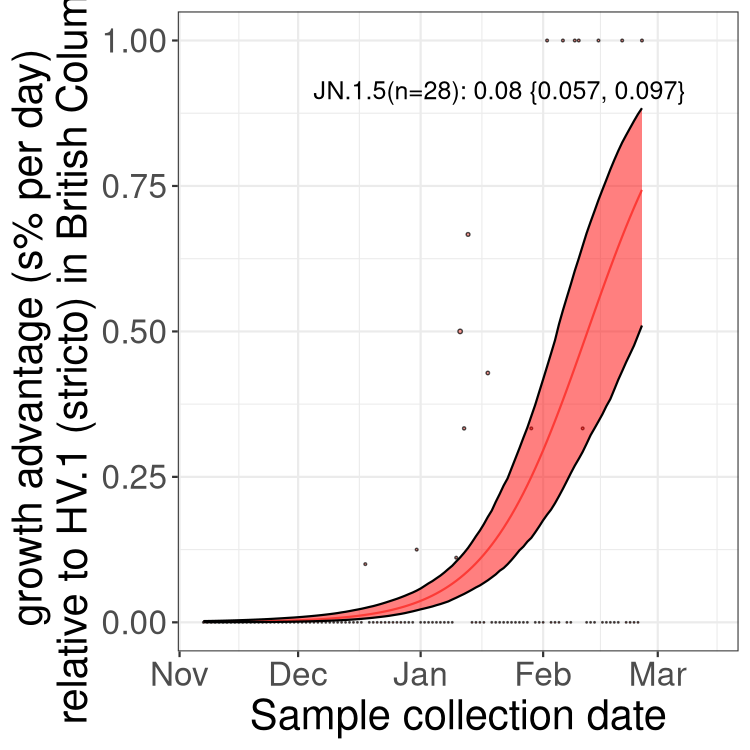 growth advantage (s% per day)
relative to HV.1 (stricto) in British Colum
1.00
0.75
0.50
0.25
0.00
JN.1.5(n=28): 0.08 {0.057, 0.097}
Nov Dec Jan Feb Mar
Sample collection date